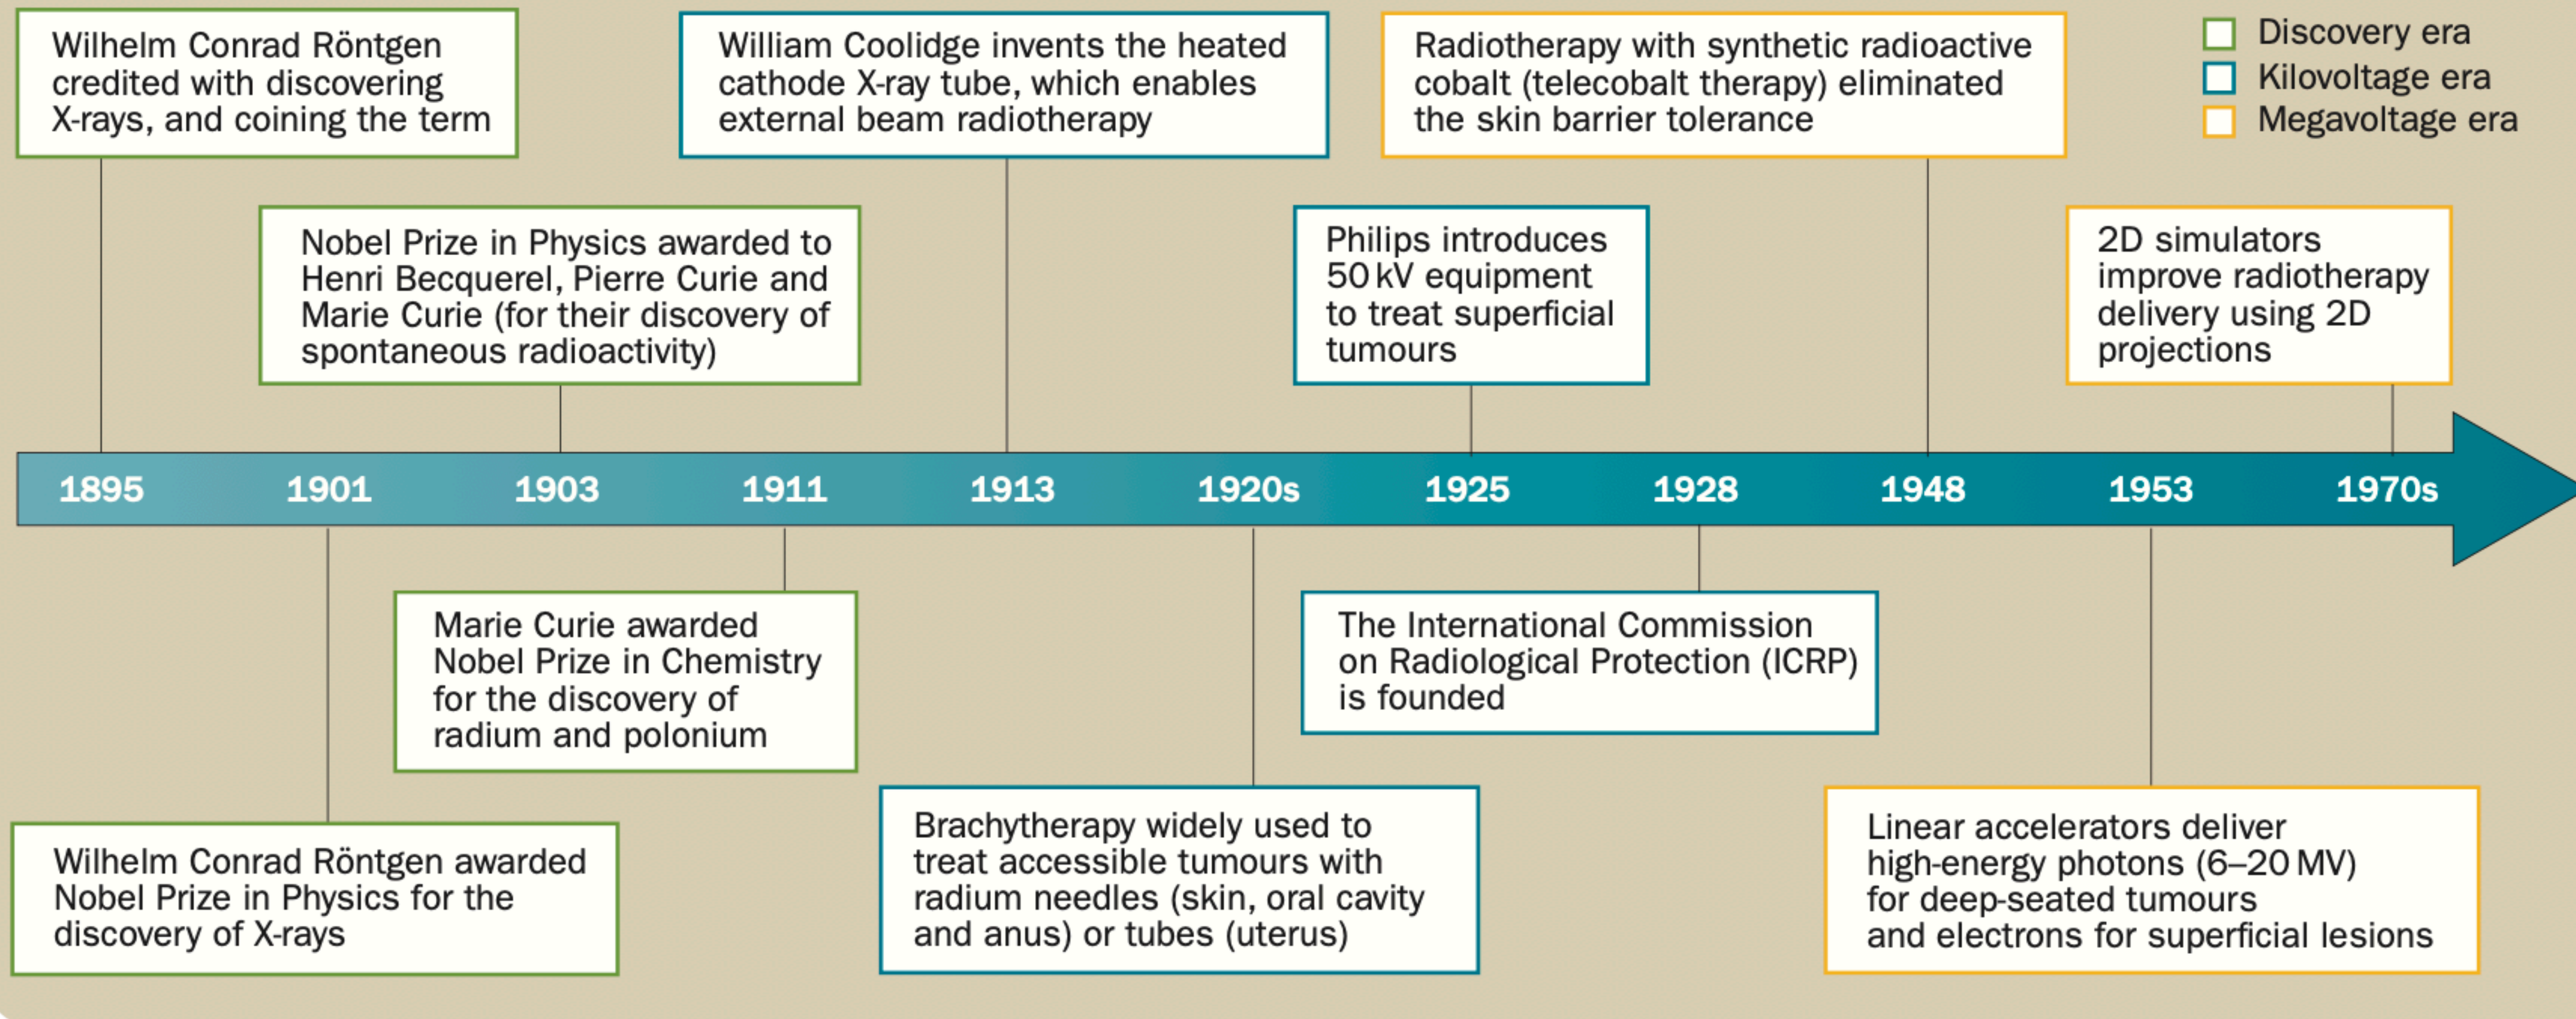 Wilhelm Conrad Röntgen
credited with discovering
X-rays, and coining the term
William Coolidge invents the heated
cathode X-ray tube, which enables
external beam radiotherapy
Radiotherapy with synthetic radioactive
cobalt (telecobalt therapy) eliminated
the skin barrier tolerance
Discovery era
Kilovoltage era
Megavoltage era
Nobel Prize in Physics awarded to
Henri Becquerel, Pierre Curie and
Marie Curie (for their discovery of
spontaneous radioactivity)
Philips introduces
50 kV equipment
to treat superficial
tumours
2D simulators
improve radiotherapy
delivery using 2D
projections
1895 1901 1903 1911 1913 1920s 1925 1928 1948 1953 1970s
Marie Curie awarded
Nobel Prize in Chemistry
for the discovery of
radium and polonium
The International Commission
on Radiological Protection (ICRP)
is founded
Wilhelm Conrad Röntgen awarded
Nobel Prize in Physics for the
discovery of X-rays
Brachytherapy widely used to
treat accessible tumours with
radium needles (skin, oral cavity
and anus) or tubes (uterus)
Linear accelerators deliver
high-energy photons (6–20 MV)
for deep-seated tumours
and electrons for superficial lesions